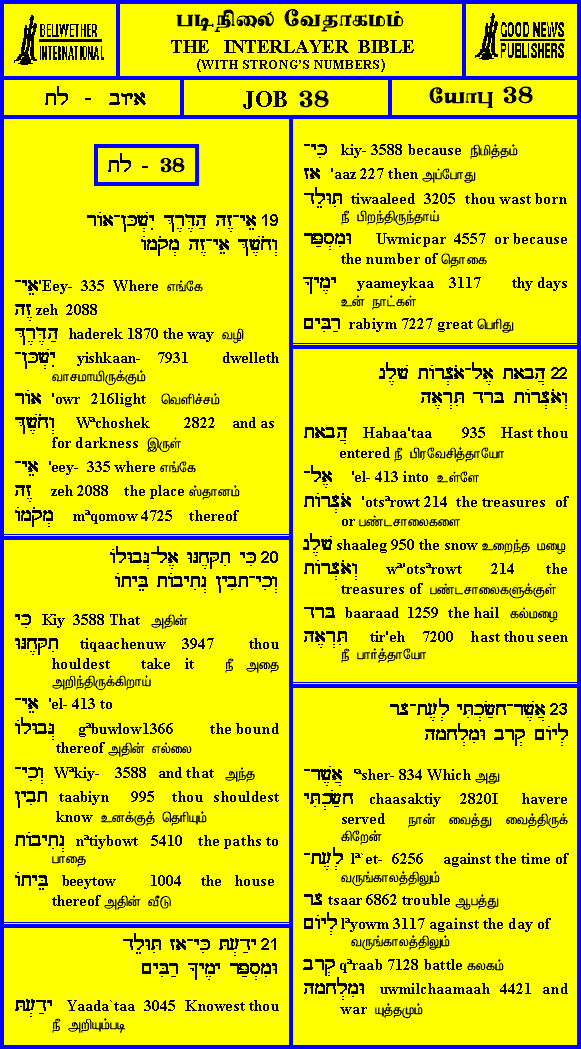 BELLWETHER
INTERNATIONAL
படிநிலை வேதாகமம்
THE INTERLAYER BIBLE
(WITH STRONG'S NUMBERS)
GOOD NEWS
PUBLISHERS
איוב - לח
JOB 38
யோபு 38
לח - 38
19 אֵי־זֶה הַדֶּרֶךְ יִשְׁכָּן־אוֹר
וְחֹשֶׁךְ אֵי־זֶה מְקֹמוֹ
אֵי־ 'Eey- 335 Where எங்கே
זֶה zeh 2088
הַדֶּרֶךְ haderek 1870 the way வழி
יִשְׁכָּן־ yishkaan- 7931 dwelleth
வாசமாயிருக்கும்
אוֹר 'owr 216light வெளிச்சம்
וְחֹשֶׁךְ Wªchoshek 2822 and as
for darkness இருள்
אֵי־ 'eey- 335 where எங்கே
זֶה zeh 2088 the place ஸ்தானம்
מְקֹמוֹ mªqomow 4725 thereof
20 כִּי תִקָּחֶנּוּ אֶל־גְּבוּלוֹ
וְכִי־תָבִין נְתִיבוֹת בֵּיתוֹ
כִּי Kiy 3588 That அதின்
תִקָּחֶנּוּ tiqaachenuw 3947 thou
houldest take it நீ அதை
அறிந்திருக்கிறாய்
אֵי־ 'el- 413 to
גְּבוּלוֹ gªbuwlow1366 the bound
thereof அதின் எல்லை
וְכִי־ Wªkiy- 3588 and that அந்த
תָבִין taabiyn 995 thou shouldest
know உனக்குத் தெரியும்
נְתִיבוֹת nªtiybowt 5410 the paths to
பாதை
בֵּיתוֹ beeytow 1004 the house
thereof அதின் வீடு
21 יָדַעְתָּ כִּי־אָז תִּוָּלֵד
וּמִסְפַּר יָמֶיךָ רַבִּים
יָדַעְתָּ Yaada`taa 3045 Knowest thou
நீ அறியும்படி
כִּי־ kiy- 3588 because நிமித்தம்
אָז 'aaz 227 then அப்போது
תִּוָּלֵד tiwaaleed 3205 thou wast born
நீ பிறந்திருந்தாய்
וּמִסְפַּר Uwmicpar 4557 or because
the number of தொகை
יָמֶיךָ yaameykaa 3117 thy days
உன் நாட்கள்
רַבִּים rabiym 7227 great பெரிது
22 הֲבָאתָ אֶל־אֹצְרוֹת שָׁלֶג
וְאֹצְרוֹת בָּרָד תִּרְאֶה
הֲבָאתָ Habaa'taa 935 Hast thou
entered நீ பிரவேசித்தாயோ
אֶל־ 'el- 413 into உள்ளே
אֹצְרוֹת 'otsªrowt 214 the treasures of
or பண்டசாலைகளை
שָׁלֶג shaaleg 950 the snow உறைந்த மழை
וְאֹצְרוֹת wª'otsªrowt 214 the
treasures of பண்டசாலைகளுக்குள்
בָּרָד baaraad 1259 the hail கல்மழை
תִּרְאֶה tir'eh 7200 hast thou seen
நீ பார்த்தாயோ
23 אֲשֶׁר־חָשַׂכְתִּי לְעֶת־צָר
לְיוֹם קְרָב וּמִלְחָמָה
אֲשֶׁר־ ªsher- 834 Which அது
חָשַׂכְתִּי chaasaktiy 2820I havere
served நான் வைத்து வைத்திருக்
கிறேன்
לְעֶת־ lª`et- 6256 against the time of
வருங்காலத்திலும்
צָר tsaar 6862 trouble ஆபத்து
לְיוֹם lªyowm 3117 against the day of
வருங்காலத்திலும்
קְרָב qªraab 7128 battle கலகம்
וּמִלְחָמָה uwmilchaamaah 4421 and
war யுத்தமும்